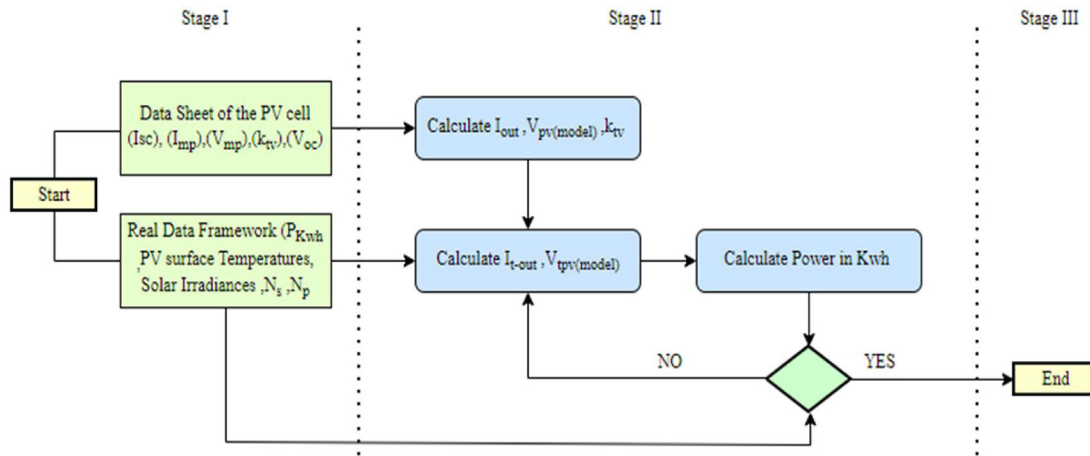 Stage I
Stage II
Stage III
Data Sheet of the PV cell
(Isc), (Imp),(Vmp),(ktv),(Voc)
Calculate Iout ,Vpv(model) ,ktv
Start
Real Data Framework (PKwh
,PV surface Temperatures,
Solar Irradiances ,Ns ,Np
Calculate It-out ,Vtpv(model)
Calculate Power in Kwh
NO
YES
End